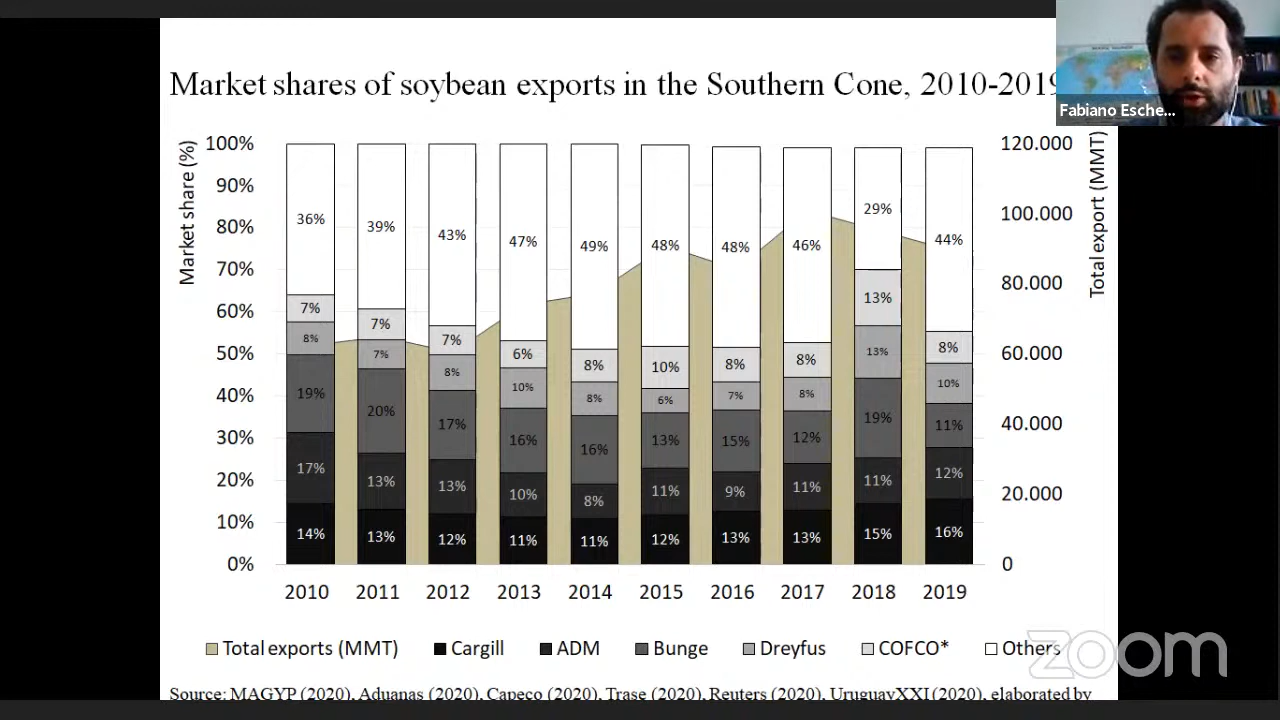 Market shares of soybean exports in the Southern Cone, 2010-2019
Fabiano Esche...
Market share (%)
100%
90%
80%
70%
60%
50%
40%
30%
20%
10%
0%
36% 39% 43% 47% 49% 48% 48% 46% 29% 44%
7% 7% 7% 6% 8% 10% 8% 8% 13% 8%
8% 7% 8% 10% 8% 6% 7% 8% 13% 10%
19% 20% 17% 16% 16% 13% 15% 12% 19% 11%
17% 13% 13% 10% 8% 11% 9% 11% 11% 12%
14% 13% 12% 11% 11% 12% 13% 13% 15% 16%
120.000
100.000
80.000
60.000
40.000
20.000
0
Total export (MMT)
2010 2011 2012 2013 2014 2015 2016 2017 2018 2019
Total exports (MMT) Cargill ADM Bunge Dreyfus COFCO* Others
zoom
Source: MAGYP (2020), Aduanas (2020), Capeco (2020), Trase (2020), Reuters (2020), UruguayXXI (2020), elaborated by